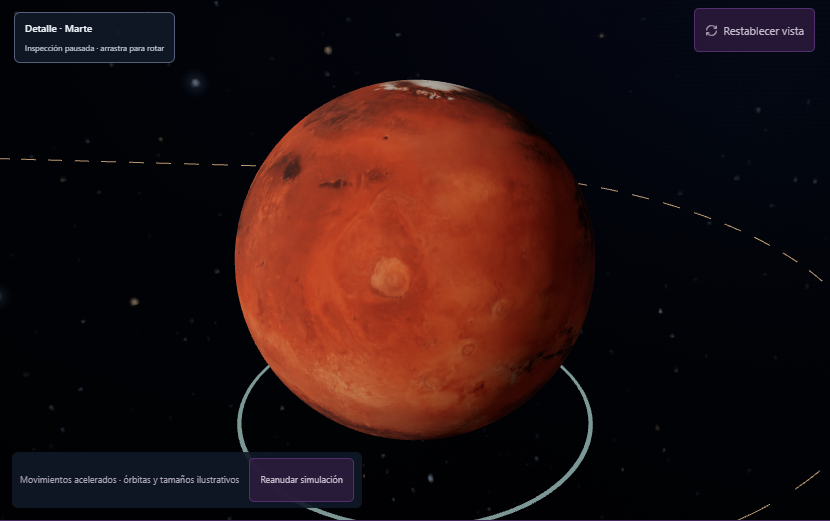 Detalle · Marte
Inspección pausada · arrastra para rotar
Restablecer vista
Movimientos acelerados · órbitas y tamaños ilustrativos
Reanudar simulación